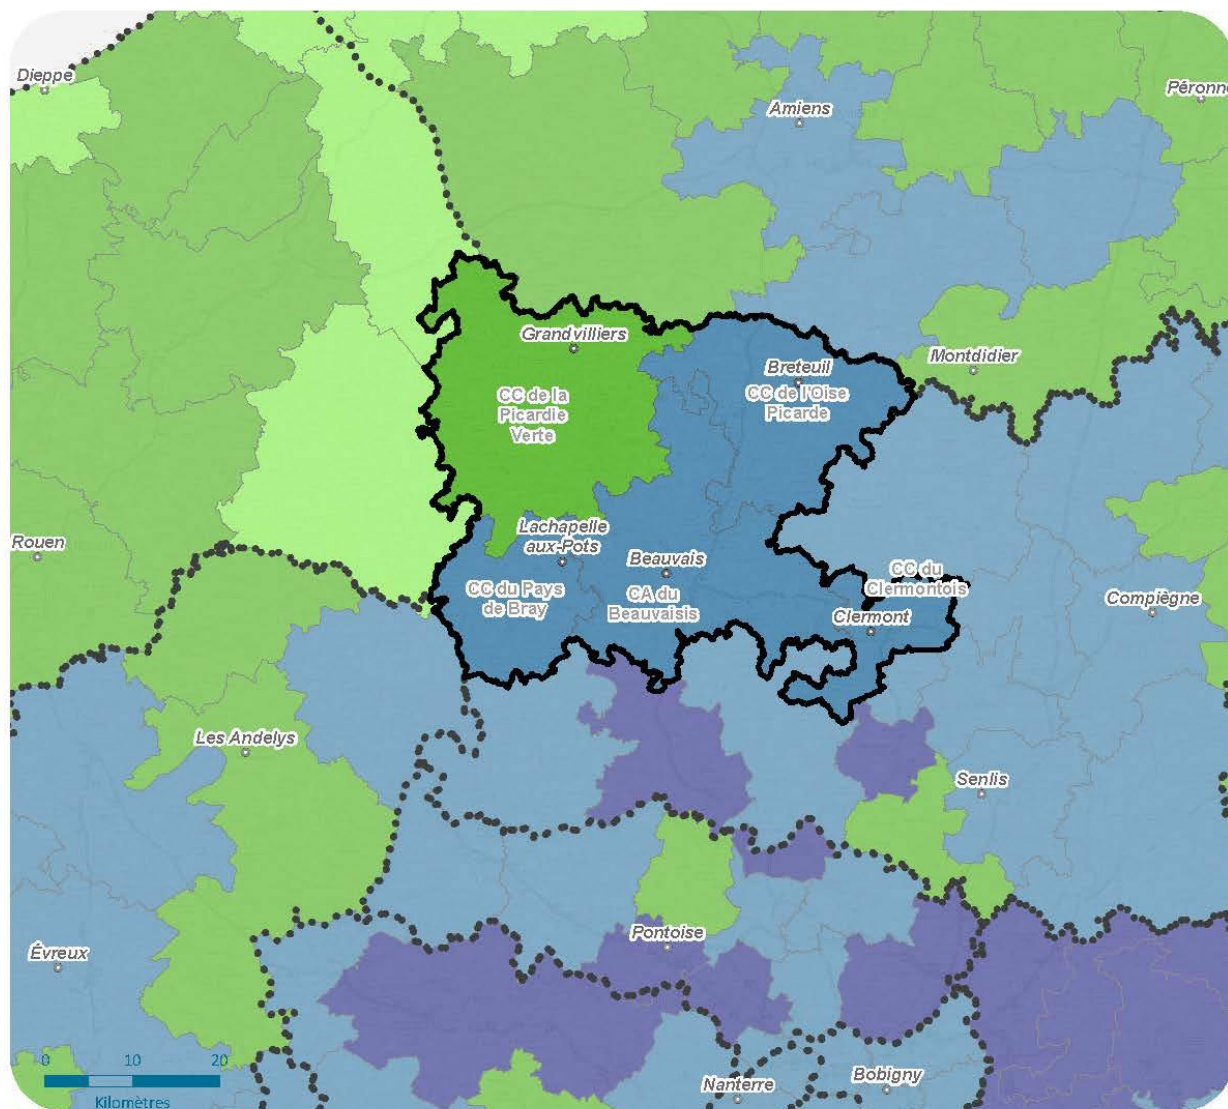 Dieppe
Péronn
Amiens
Grandvilliers
Montdidier
Breteuil
CC de la
Picardie
Verte
CC de l'Oise
Picarde
Rouen
Lachapelle
aux-Pots
Beauvais
CC du
Clermontois
CC du Pays
de Bray
CA du
Beauvaisis
Compiègne
Clermont
Les Andelys
Senlis
Pontoise
Évreux
0 10 20
Kilomètres
Nanterre
Bobigny